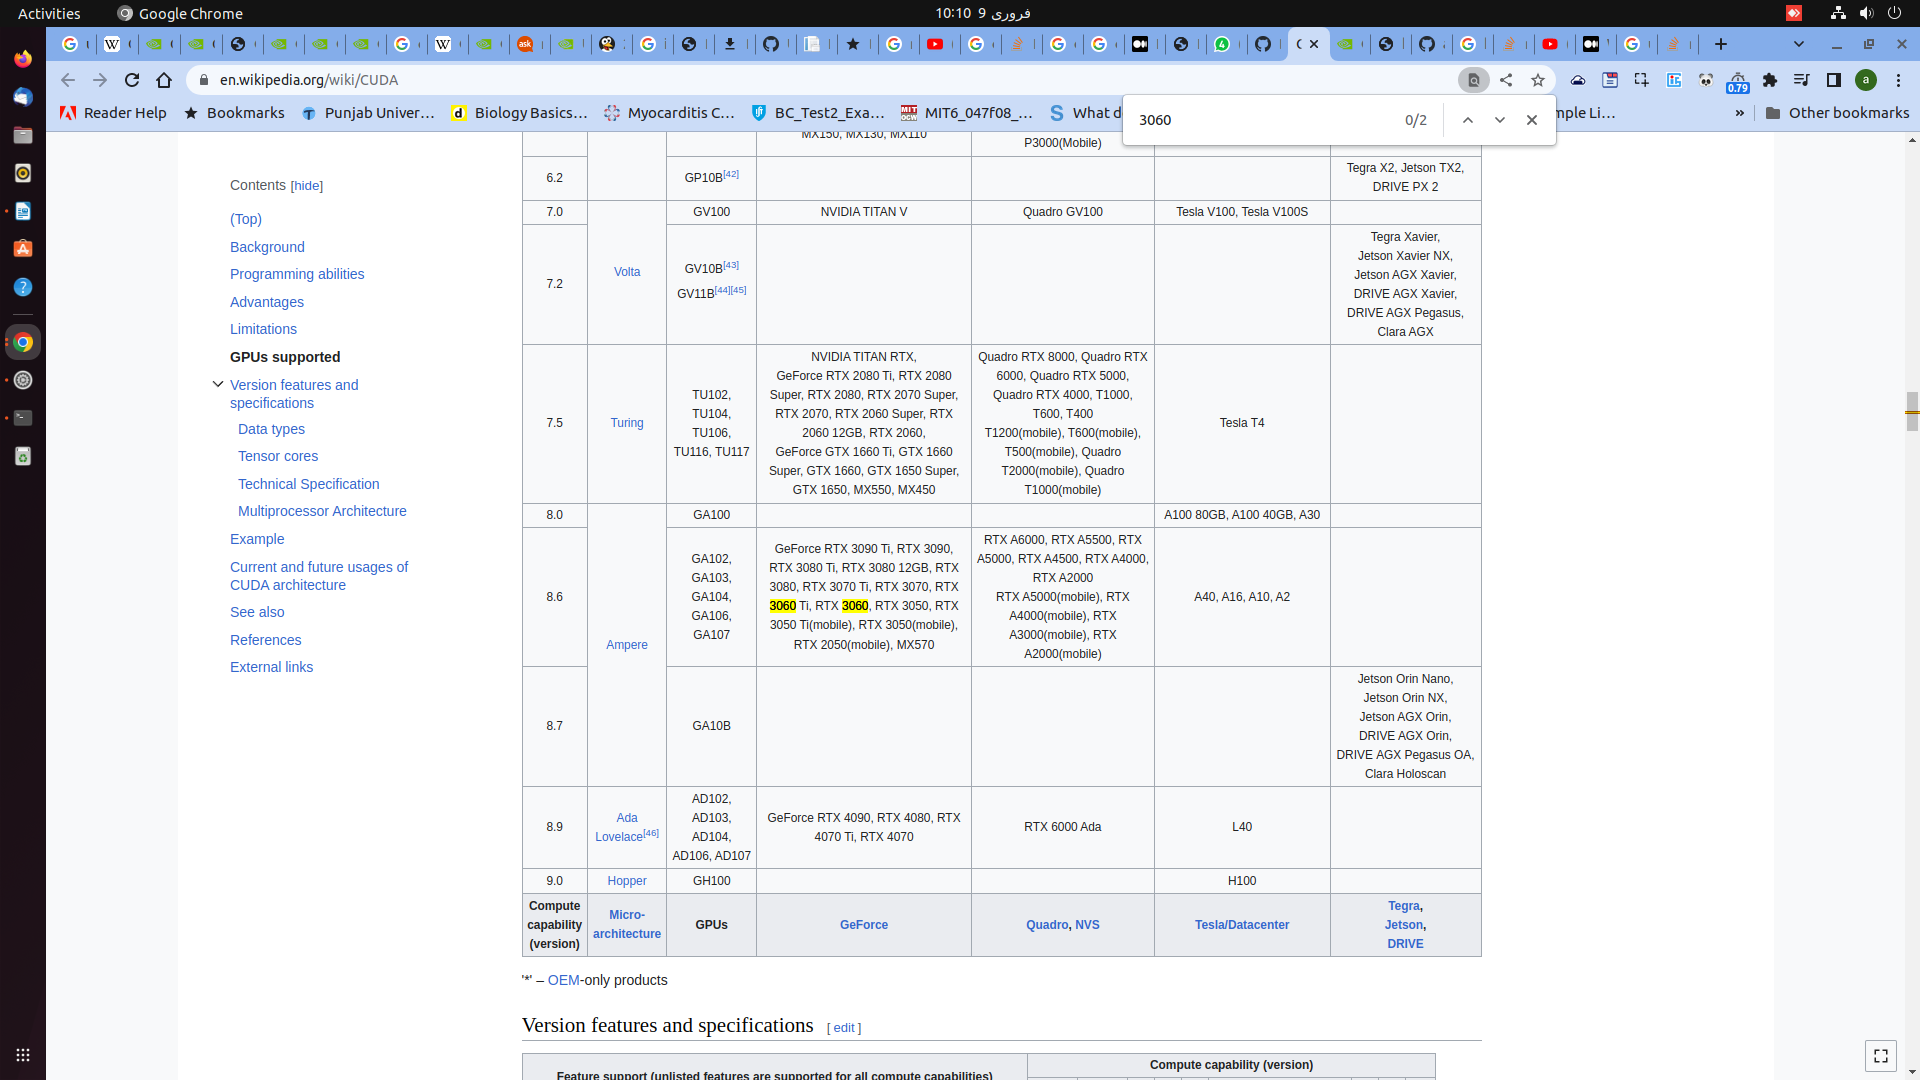 Activities
Google Chrome
فروری 9 10:10
en.wikipedia.org/wiki/CUDA
0.79
a
Reader Help
Bookmarks
Punjab Univer…
Biology Basics…
Myocarditis C…
BC_Test2_Exa…
MIT6_047f08_…
What d
mple Li…
»
Other bookmarks
3060
0/2
Contents [hide]
(Top)
Background
Programming abilities
Advantages
Limitations
GPUs supported
Version features and
specifications
Data types
Tensor cores
Technical Specification
Multiprocessor Architecture
Example
Current and future usages of
CUDA architecture
See also
References
External links
MX150, MX130, MX110
P3000(Mobile)
6.2
GP10B[42]
Tegra X2, Jetson TX2,
DRIVE PX 2
7.0
Volta
GV100
NVIDIA TITAN V
Quadro GV100
Tesla V100, Tesla V100S
7.2
GV10B[43]
GV11B[44][45]
Tegra Xavier,
Jetson Xavier NX,
Jetson AGX Xavier,
DRIVE AGX Xavier,
DRIVE AGX Pegasus,
Clara AGX
7.5
Turing
TU102,
TU104,
TU106,
TU116, TU117
NVIDIA TITAN RTX,
GeForce RTX 2080 Ti, RTX 2080
Super, RTX 2080, RTX 2070 Super,
RTX 2070, RTX 2060 Super, RTX
2060 12GB, RTX 2060,
GeForce GTX 1660 Ti, GTX 1660
Super, GTX 1660, GTX 1650 Super,
GTX 1650, MX550, MX450
Quadro RTX 8000, Quadro RTX
6000, Quadro RTX 5000,
Quadro RTX 4000, T1000,
T600, T400
T1200(mobile), T600(mobile),
T500(mobile), Quadro
T2000(mobile), Quadro
T1000(mobile)
Tesla T4
8.0
Ampere
GA100
A100 80GB, A100 40GB, A30
8.6
GA102,
GA103,
GA104,
GA106,
GA107
GeForce RTX 3090 Ti, RTX 3090,
RTX 3080 Ti, RTX 3080 12GB, RTX
3080, RTX 3070 Ti, RTX 3070, RTX
3060 Ti, RTX 3060, RTX 3050, RTX
3050 Ti(mobile), RTX 3050(mobile),
RTX 2050(mobile), MX570
RTX A6000, RTX A5500, RTX
A5000, RTX A4500, RTX A4000,
RTX A2000
RTX A5000(mobile), RTX
A4000(mobile), RTX
A3000(mobile), RTX
A2000(mobile)
A40, A16, A10, A2
8.7
GA10B
Jetson Orin Nano,
Jetson Orin NX,
Jetson AGX Orin,
DRIVE AGX Orin,
DRIVE AGX Pegasus OA,
Clara Holoscan
8.9
Ada
Lovelace[46]
AD102,
AD103,
AD104,
AD106, AD107
GeForce RTX 4090, RTX 4080, RTX
4070 Ti, RTX 4070
RTX 6000 Ada
L40
9.0
Hopper
GH100
H100
Compute
capability
(version)
Micro-
architecture
GPUs
GeForce
Quadro, NVS
Tesla/Datacenter
Tegra,
Jetson,
DRIVE
'*' – OEM-only products
Version features and specifications [ edit ]
Feature support (unlisted features are supported for all compute capabilities)
Compute capability (version)